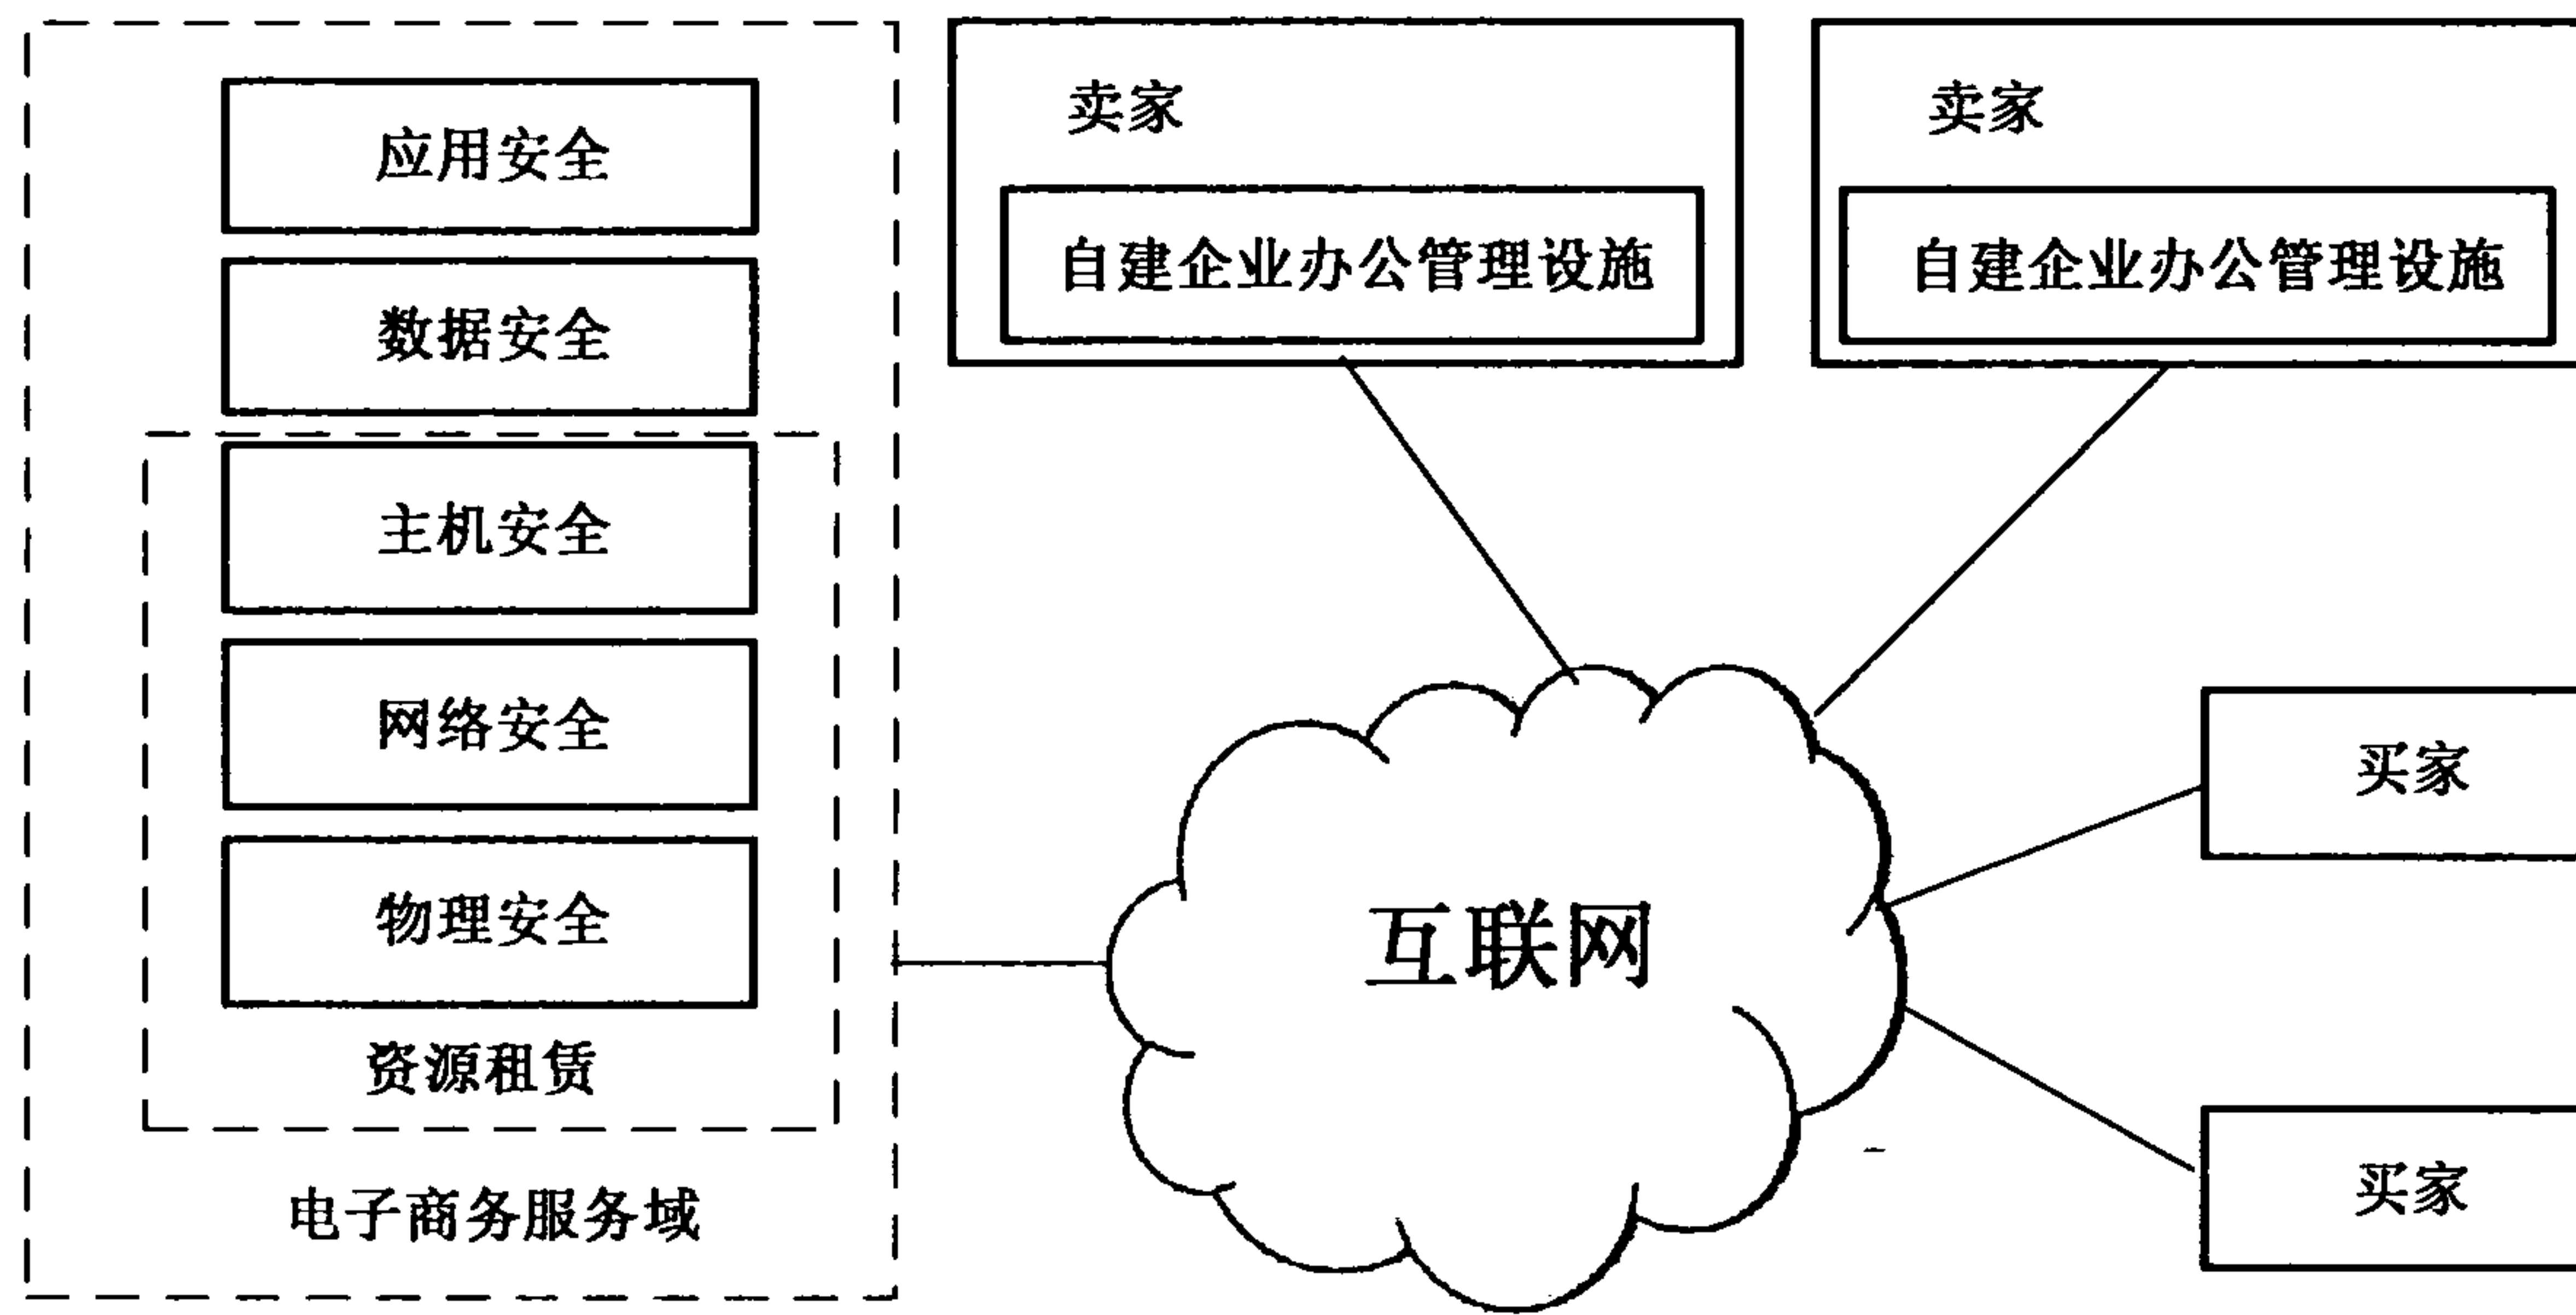 应用安全
数据安全
主机安全
网络安全
物理安全
资源租赁
电子商务服务域
卖家
自建企业办公管理设施
卖家
自建企业办公管理设施
互联网
买家
买家